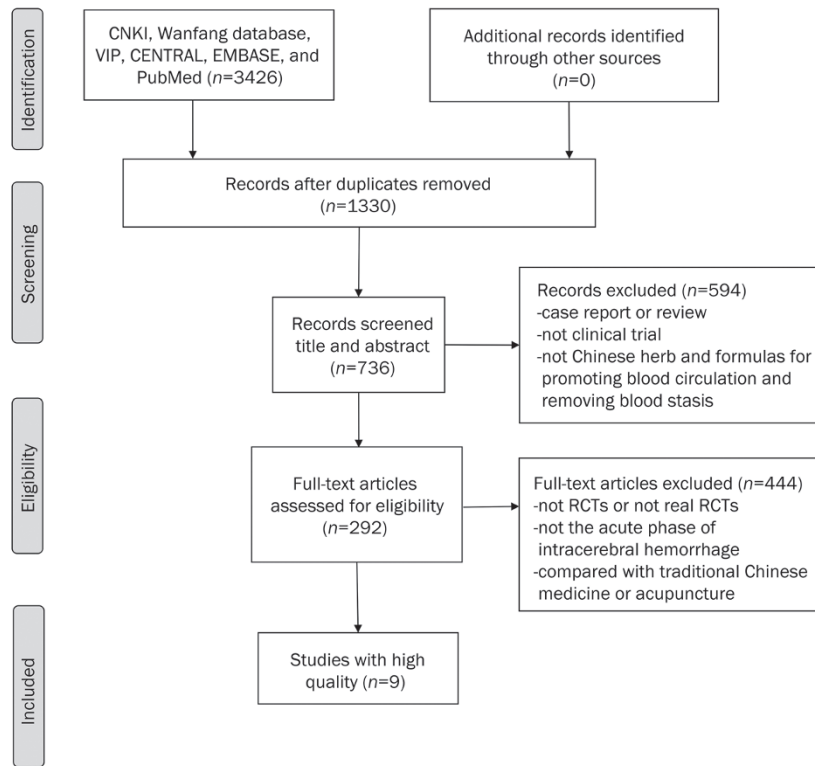 Identification
CNKI, Wanfang database,
VIP, CENTRAL, EMBASE, and
PubMed (n=3426)
Additional records identified
through other sources
(n=0)
Records after duplicates removed
(n=1330)
Screening
Records screened
title and abstract
(n=736)
Records excluded (n=594)
-case report or review
-not clinical trial
-not Chinese herb and formulas for
promoting blood circulation and
removing blood stasis
Eligibility
Full-text articles
assessed for eligibility
(n=292)
Full-text articles excluded (n=444)
-not RCTs or not real RCTs
-not the acute phase of
intracerebral hemorrhage
-compared with traditional Chinese
medicine or acupuncture
Included
Studies with high
quality (n=9)